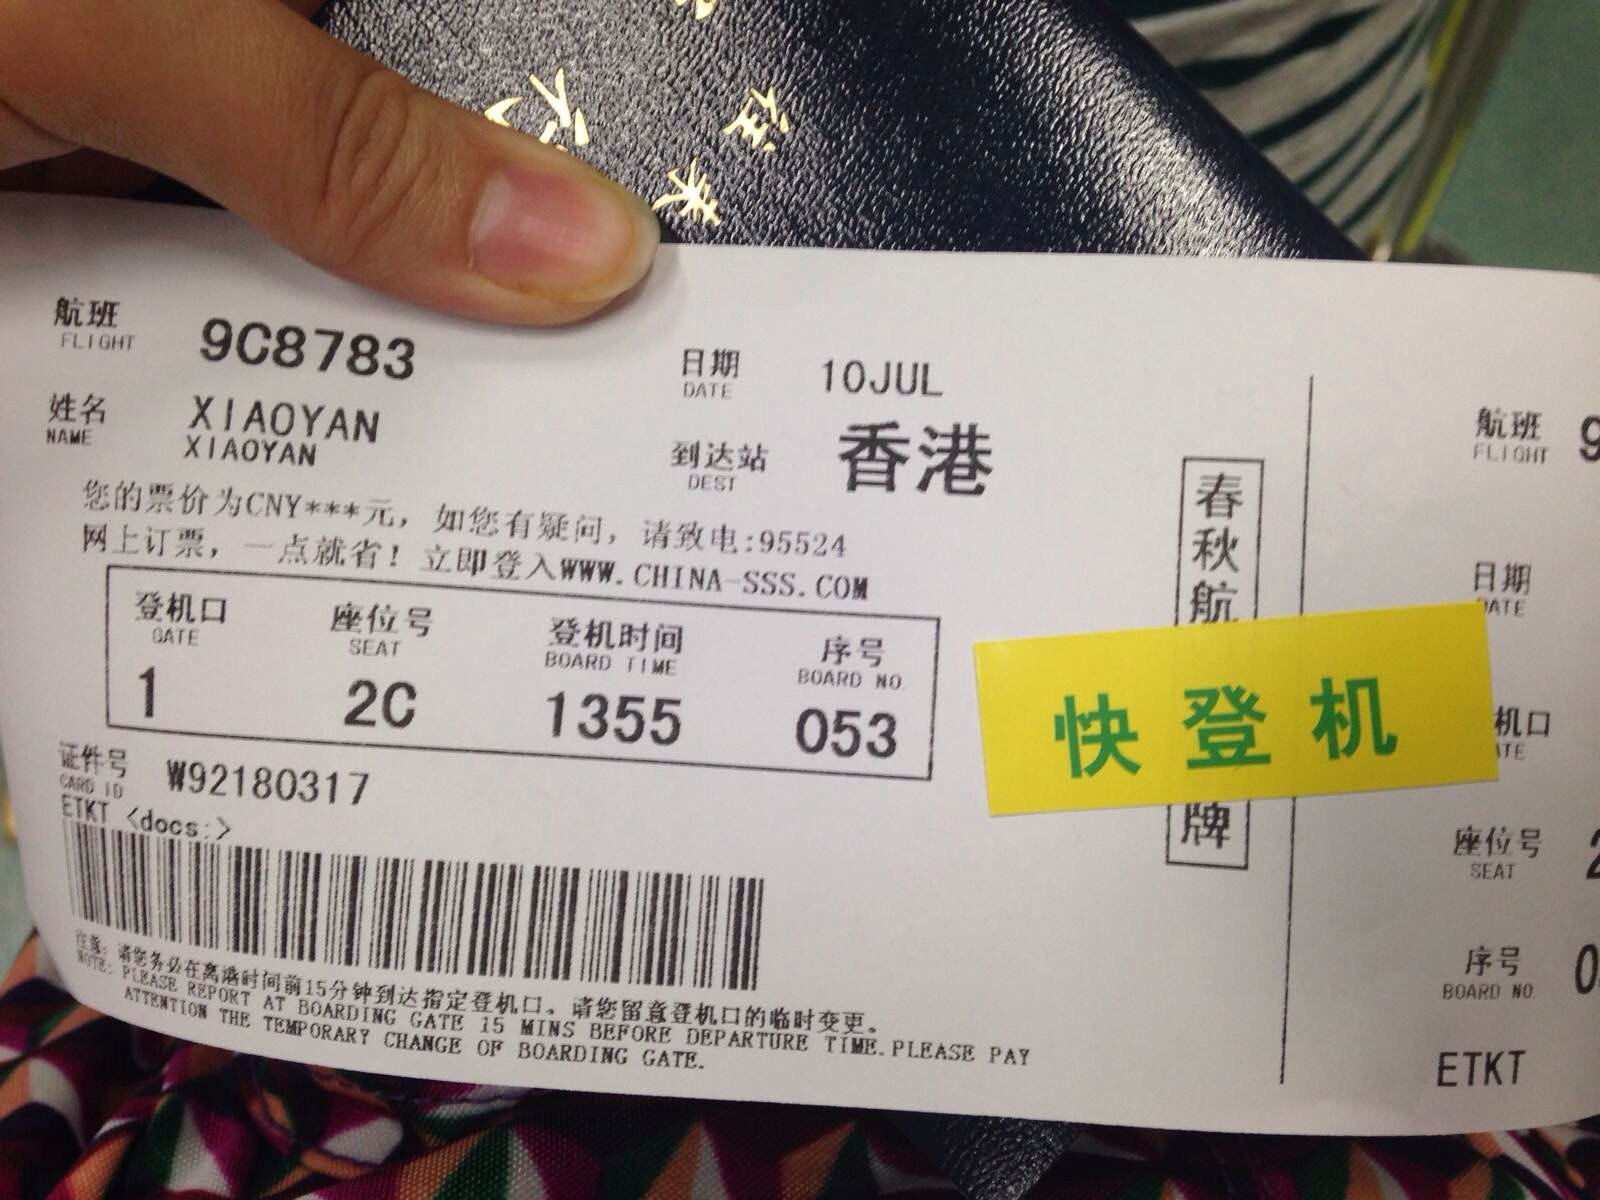 往
来
航班 FLIGHT 9C8783
日期 DATE 10JUL
姓名 NAME XIAOYAN
XIAOYAN
到达站 DEST 香港
您的票价为CNY***元，如您有疑问，请致电:95524
网上订票，一点就省！立即登入WWW.CHINA-SSS.COM
登机口 座位号 登机时间 序号
GATE SEAT BOARD TIME BOARD NO.
1 2C 1355 053
证件号 CARD ID W92180317
ETKT <docs:>
注意：请您务必在离港时间前15分钟到达指定登机口。请您留意登机口的临时变更。
NOTE: PLEASE REPORT AT BOARDING GATE 15 MINS BEFORE DEPARTURE TIME.PLEASE PAY
ATTENTION THE TEMPORARY CHANGE OF BOARDING GATE.
春秋航
牌
快登机
航班 FLIGHT 9
日期 DATE
机口
ATE
座位号 SEAT 2
序号 BOARD NO. 0
ETKT